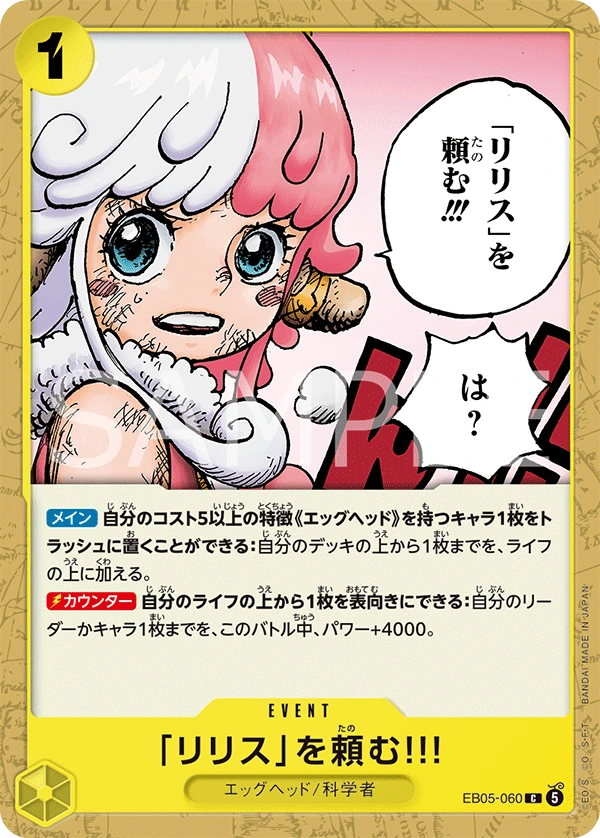 1
「リリス」を
頼む!!!
は?
SAMPLE
メイン 自分のコスト5以上の特徴《エッグヘッド》を持つキャラ1枚をト
ラッシュに置くことができる:自分のデッキの上から1枚までを、ライフ
の上に加える。
カウンター 自分のライフの上から1枚を表向きにできる:自分のリー
ダーかキャラ1枚までを、このバトル中、パワー+4000。
EVENT
「リリス」を頼む!!!
エッグヘッド/科学者
EB05-060 C 5
©E.O. S. ©O. S・F・T・ BANDAI MADE IN JAPAN